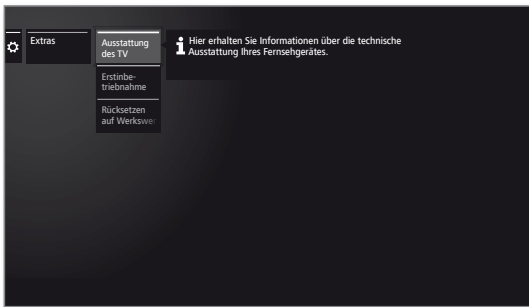 Extras
Ausstattung
des TV
Hier erhalten Sie Informationen über die technische
Ausstattung Ihres Fernsehgerätes.
Erstinbe-
triebnahme
Rücksetzen
auf Werkswer